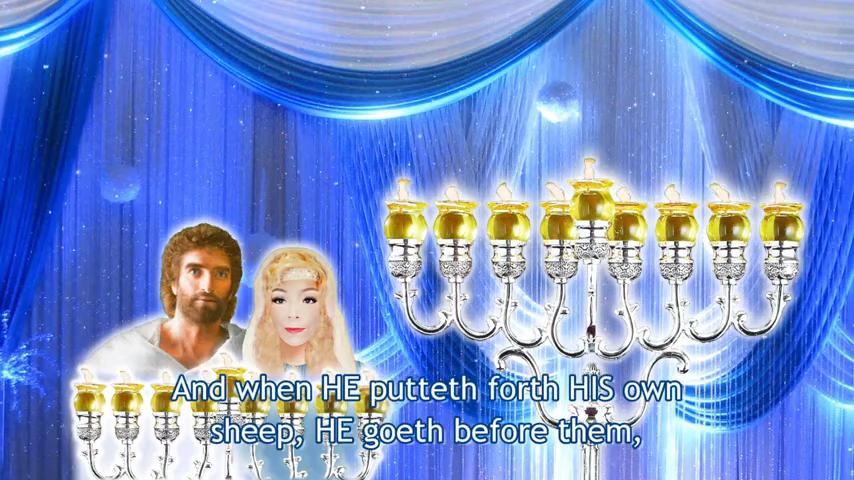 And when HE putteth forth HIS own
sheep, HE goeth before them,